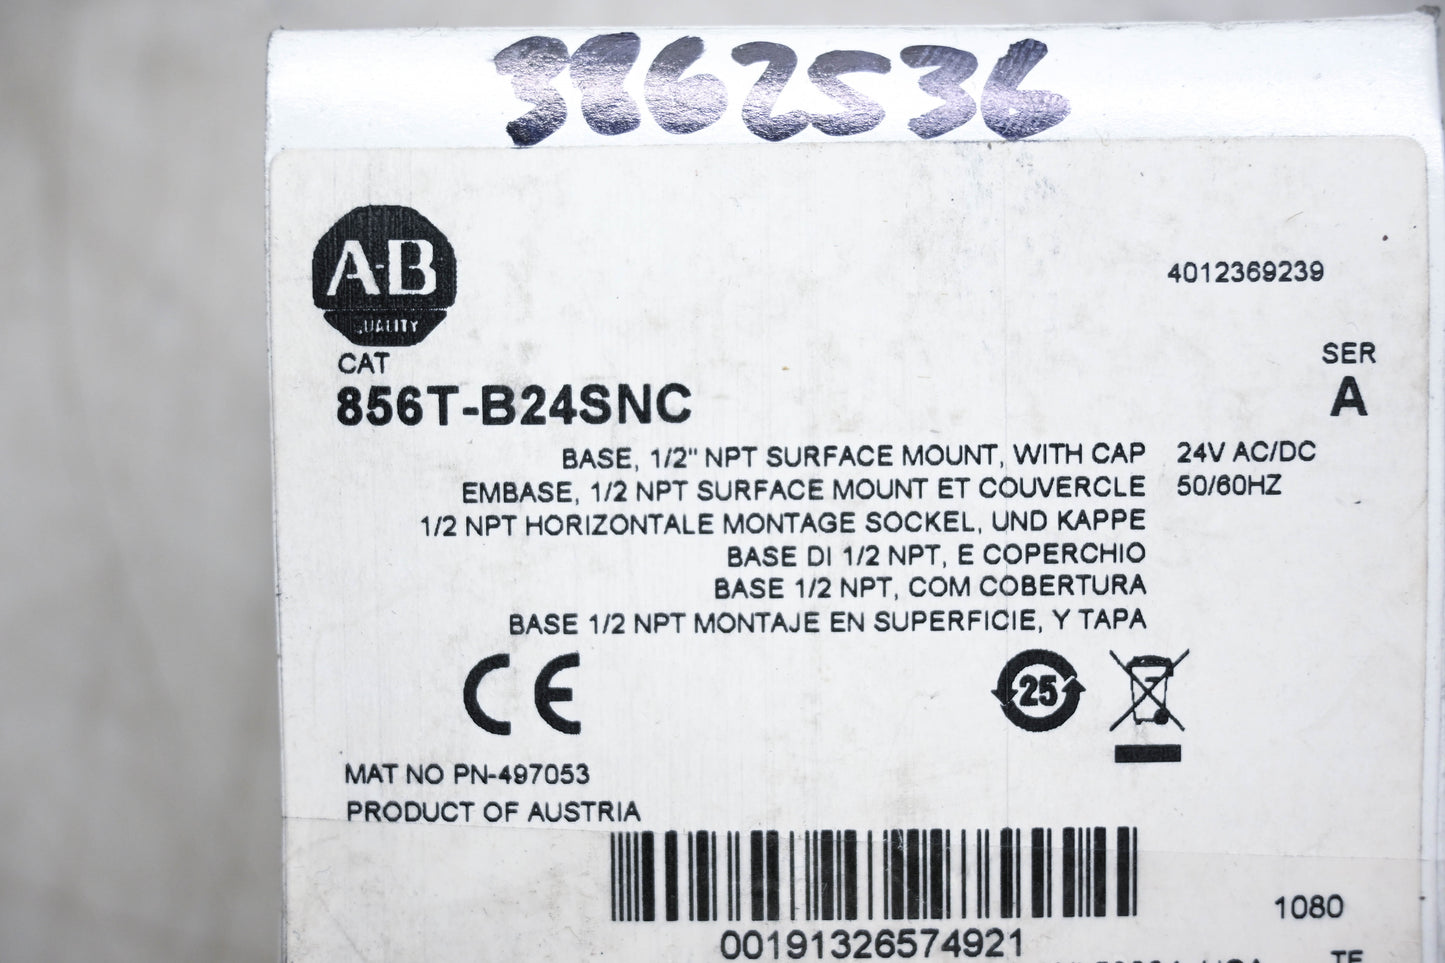 3862536
A-B
QUALITY
4012369239
CAT
SER
856T-B24SNC
A
BASE, 1/2" NPT SURFACE MOUNT, WITH CAP 24V AC/DC
EMBASE, 1/2 NPT SURFACE MOUNT ET COUVERCLE 50/60HZ
1/2 NPT HORIZONTALE MONTAGE SOCKEL, UND KAPPE
BASE DI 1/2 NPT, E COPERCHIO
BASE 1/2 NPT, COM COBERTURA
BASE 1/2 NPT MONTAJE EN SUPERFICIE, Y TAPA
CE
25
MAT NO PN-497053
PRODUCT OF AUSTRIA
1080
00191326574921